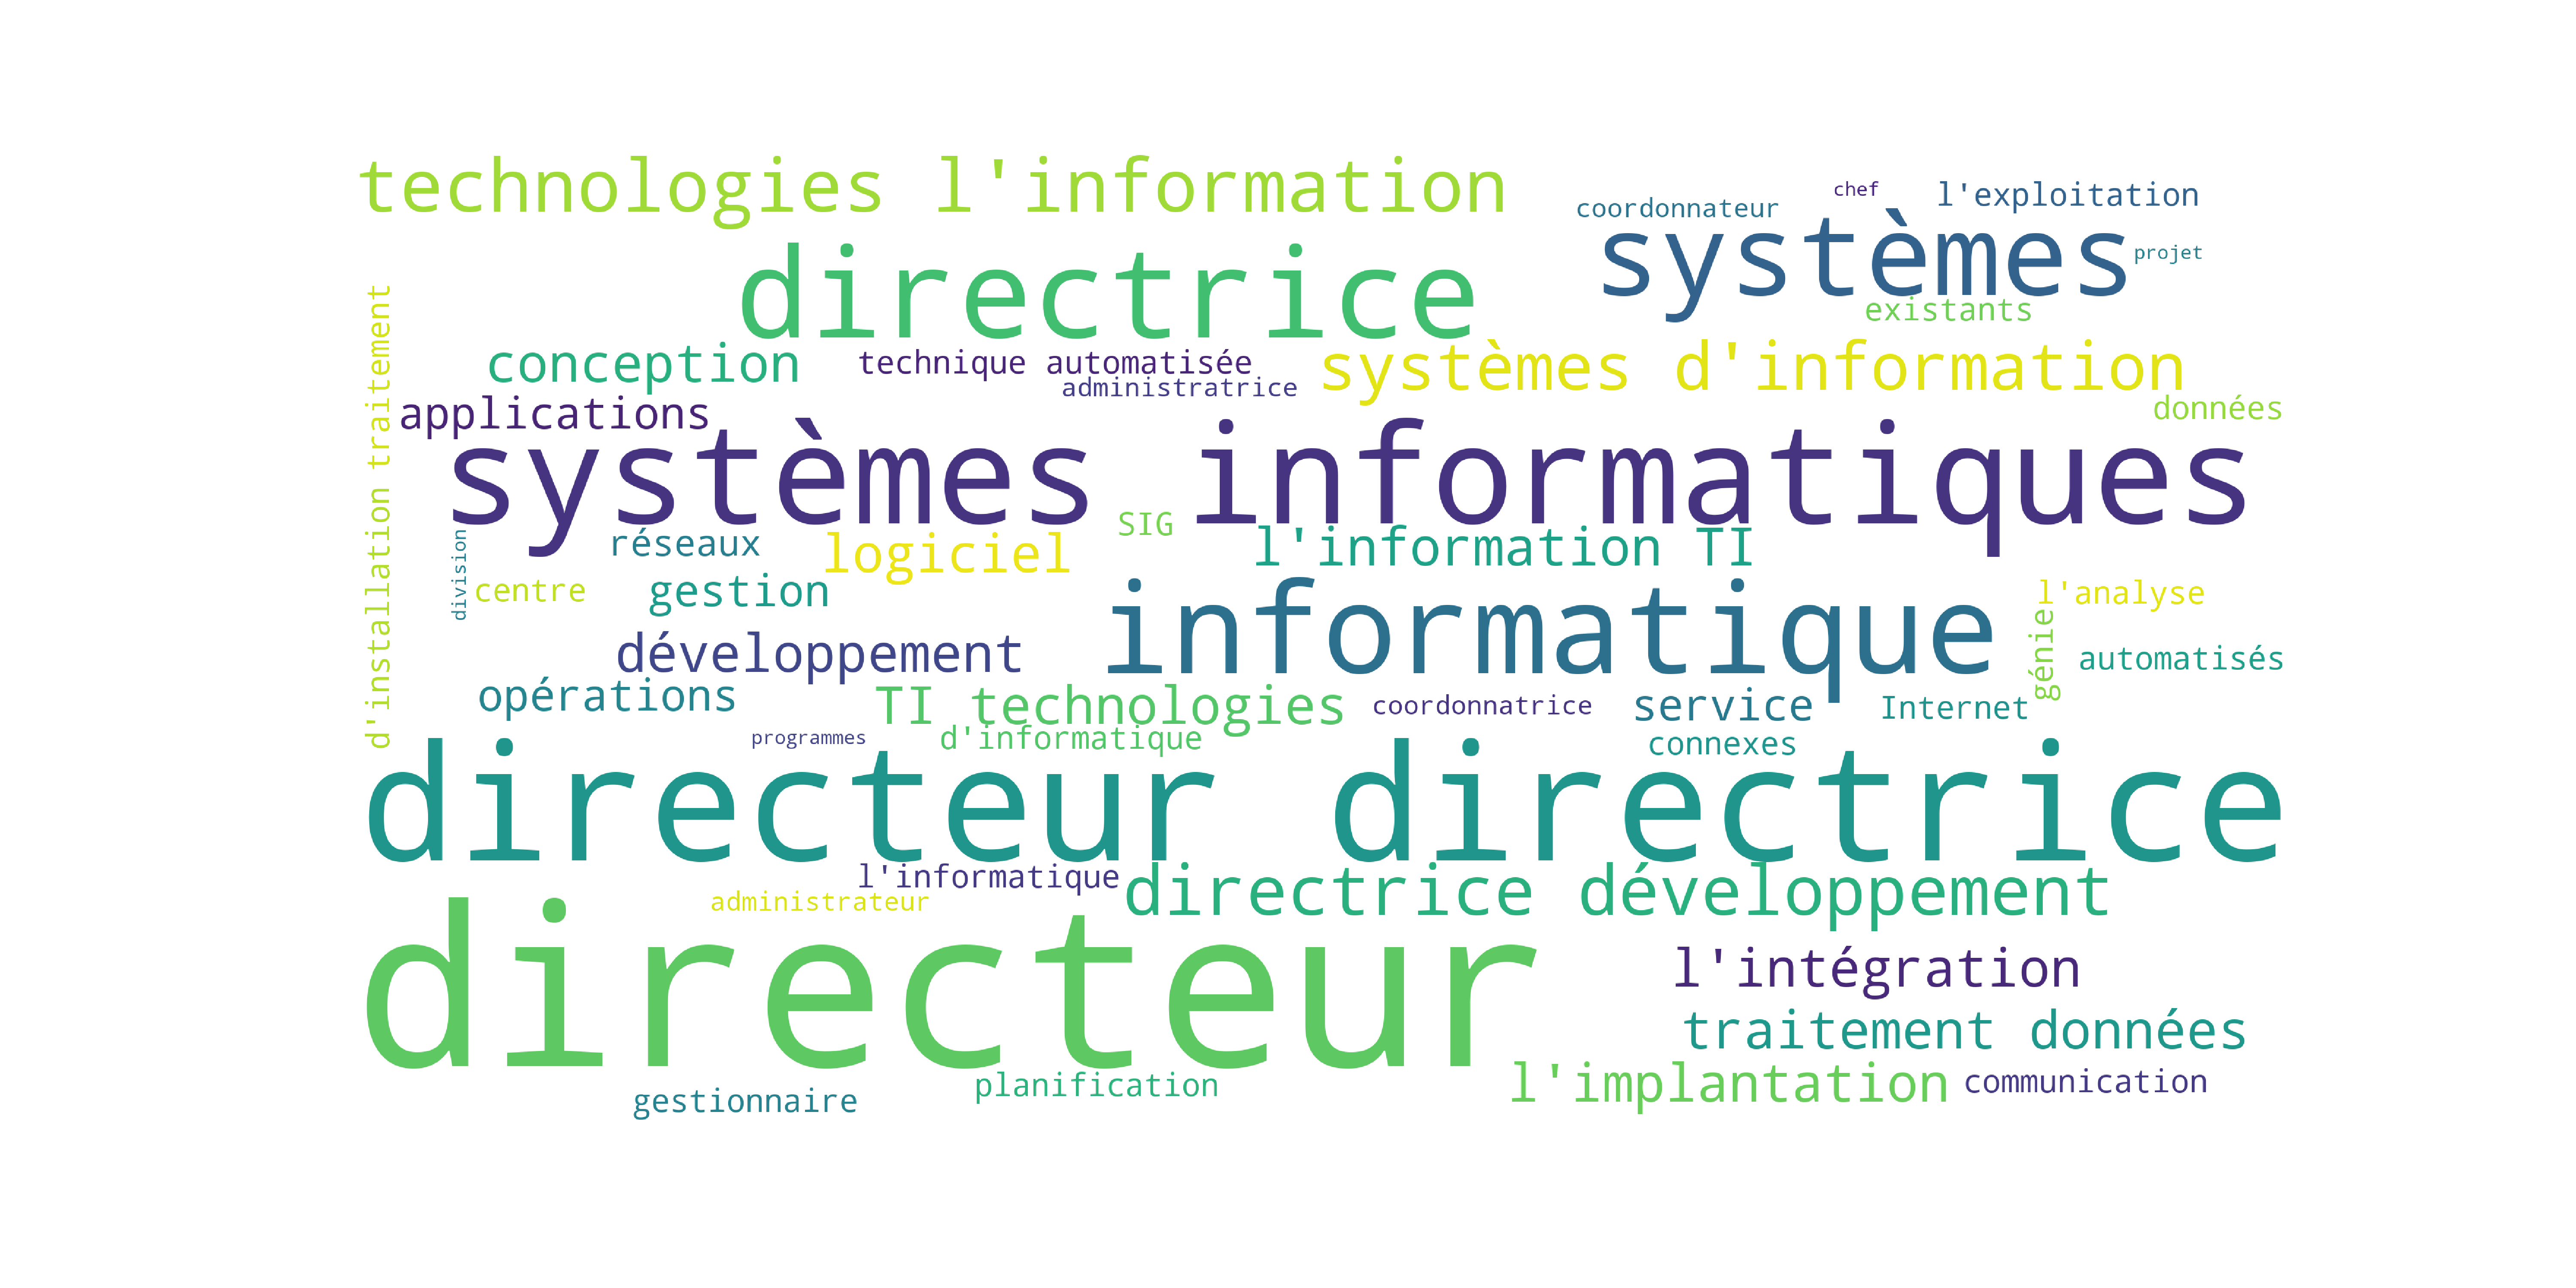 technologies l'information
chef
l'exploitation
coordonnateur
systèmes
projet
directrice
existants
conception
technique automatisée
systèmes d'information
administratrice
données
applications
systèmes informatiques
d'installation traitement
SIG
réseaux
logiciel
l'information TI
division
centre
gestion
informatique
l'analyse
génie
développement
automatisés
opérations
TI technologies
coordonnatrice
service
Internet
programmes
d'informatique
connexes
directeur directrice
l'informatique
administrateur
directrice développement
directeur
l'intégration
traitement données
l'implantation
communication
planification
gestionnaire